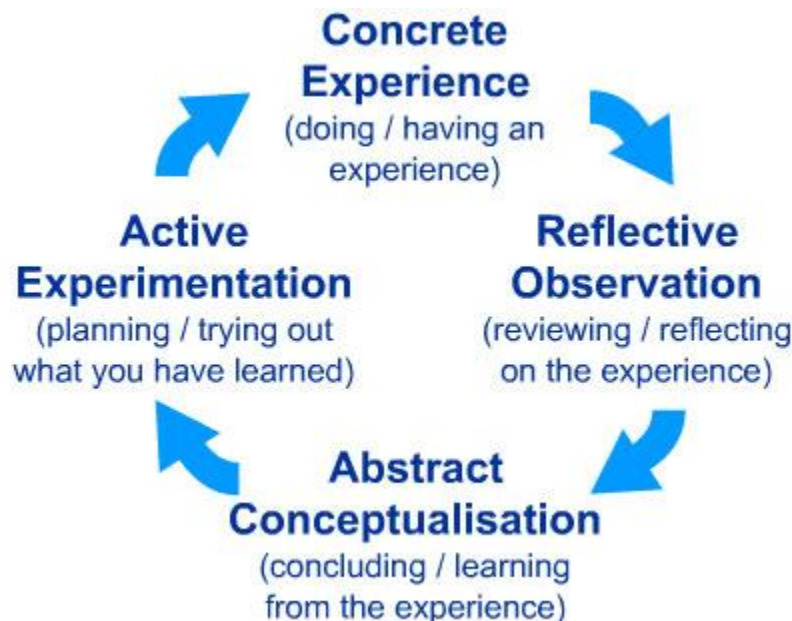 Concrete
Experience
(doing / having an
experience)
Active
Experimentation
(planning / trying out
what you have learned)
Reflective
Observation
(reviewing / reflecting
on the experience)
Abstract
Conceptualisation
(concluding / learning
from the experience)